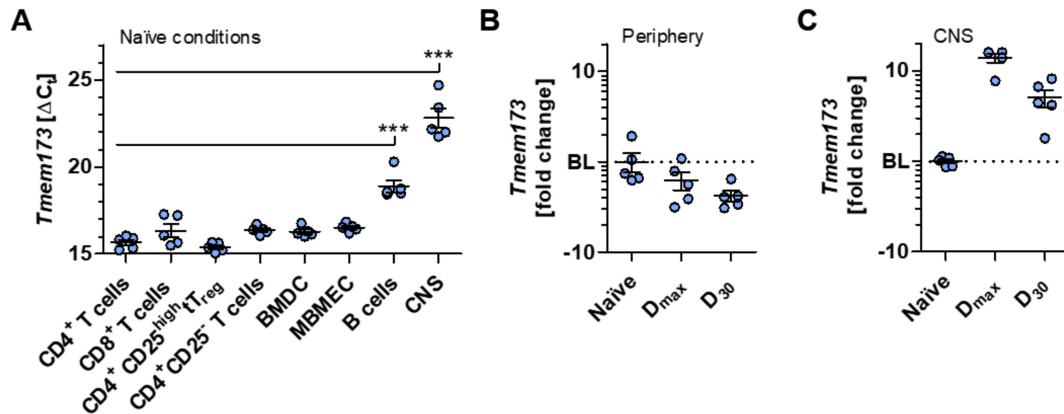 A
Naïve conditions
Tmem173 [ΔCt]
25
20
15
***
***
CD4+ T cells
CD8+ T cells
CD4+ CD25high tTreg
CD4+ CD25- T cells
BMDC
MBMEC
B cells
CNS
B
Periphery
Tmem173
[fold change]
10
BL
-10
Naïve
Dmax
D30
C
CNS
Tmem173
[fold change]
10
BL
-10
Naïve
Dmax
D30